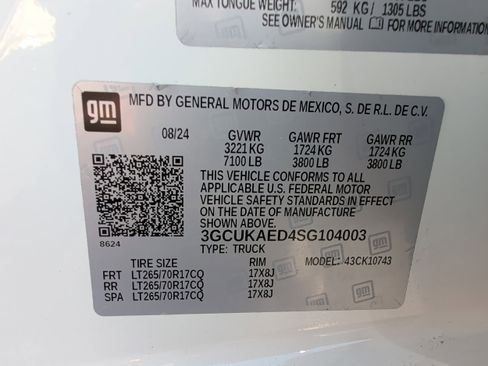 MAX TONGUE WEIGHT: 592 KG / 1305 LBS
SEE OWNER'S MANUAL FOR MORE INFORMATION
gm MFD BY GENERAL MOTORS DE MEXICO, S. DE R.L. DE C.V.
08/24 GVWR GAWR FRT GAWR RR
3221 KG 1724 KG 1724 KG
7100 LB 3800 LB 3800 LB
THIS VEHICLE CONFORMS TO ALL
APPLICABLE U.S. FEDERAL MOTOR
VEHICLE SAFETY STANDARDS IN EFFECT
ON THE DATE OF MANUFACTURE
SHOWN ABOVE.
3GCUKAED4SG104003
8624 TYPE: TRUCK
TIRE SIZE RIM MODEL: 43CK10743
FRT LT265/70R17CQ 17X8J
RR LT265/70R17CQ 17X8J
SPA LT265/70R17CQ 17X8J